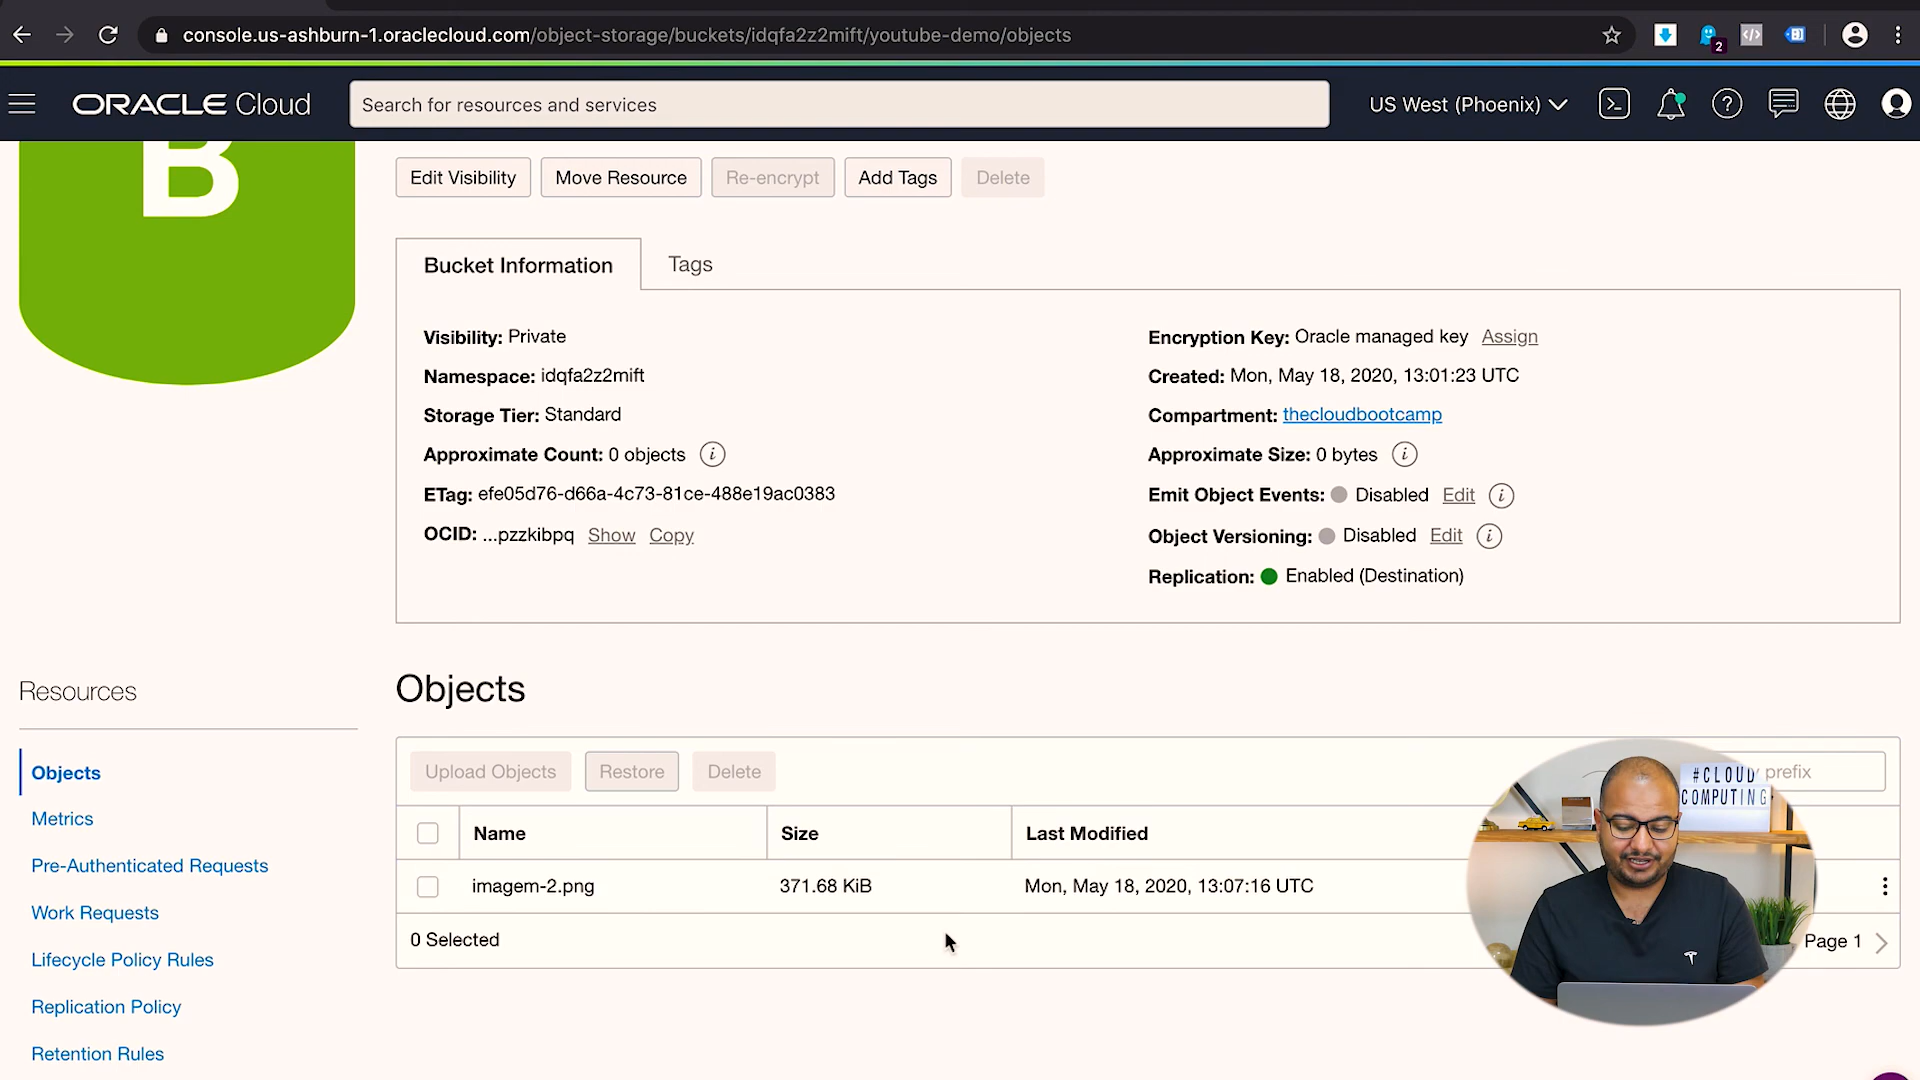 console.us-ashburn-1.oraclecloud.com/object-storage/buckets/idqfa2z2mift/youtube-demo/objects
2
ORACLE Cloud
Search for resources and services
US West (Phoenix)
B
Edit Visibility
Move Resource
Re-encrypt
Add Tags
Delete
Bucket Information
Tags
Visibility: Private
Namespace: idqfa2z2mift
Storage Tier: Standard
Approximate Count: 0 objects
ETag: efe05d76-d66a-4c73-81ce-488e19ac0383
OCID: ...pzzkibpq Show Copy
Encryption Key: Oracle managed key Assign
Created: Mon, May 18, 2020, 13:01:23 UTC
Compartment: thecloudbootcamp
Approximate Size: 0 bytes
Emit Object Events: Disabled Edit
Object Versioning: Disabled Edit
Replication: Enabled (Destination)
Resources
Objects
Metrics
Pre-Authenticated Requests
Work Requests
Lifecycle Policy Rules
Replication Policy
Retention Rules
Objects
Upload Objects
Restore
Delete
prefix
Name Size Last Modified
imagem-2.png 371.68 KiB Mon, May 18, 2020, 13:07:16 UTC
0 Selected
Page 1
#CLOUD
COMPUTING